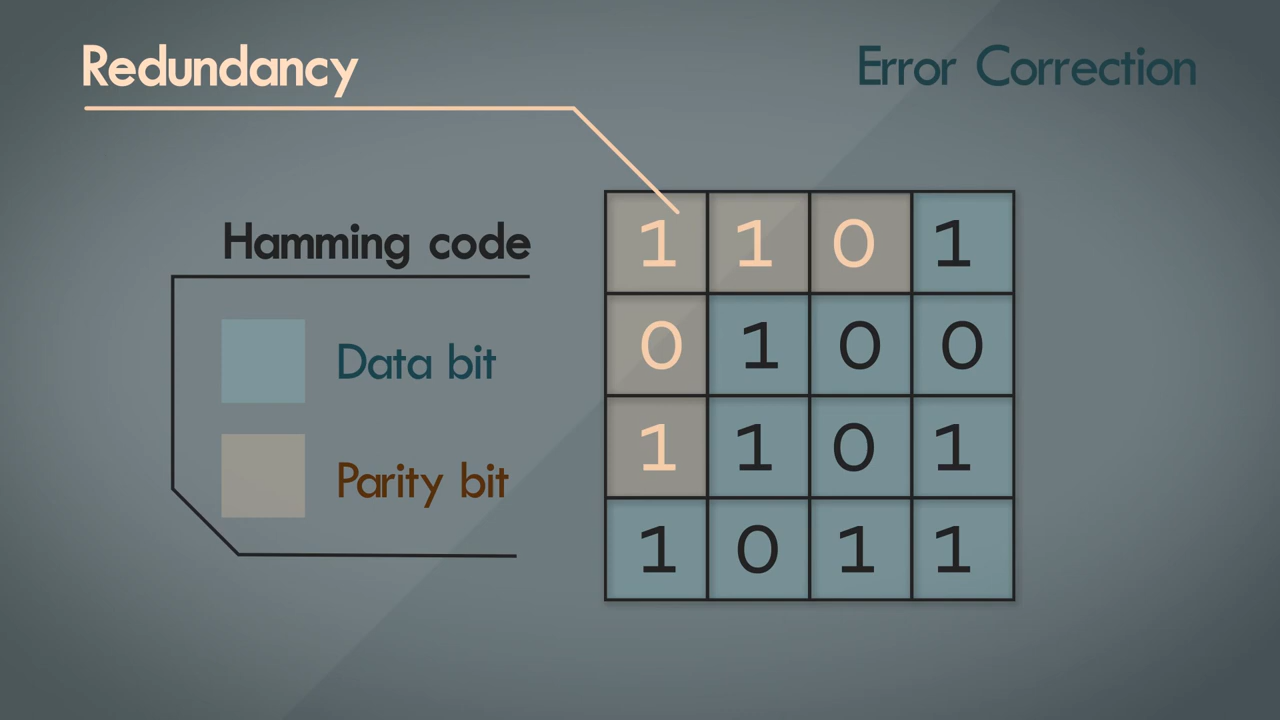 Redundancy
Error Correction
Hamming code
Data bit
Parity bit
1 1 0 1
0 1 0 0
1 1 0 1
1 0 1 1